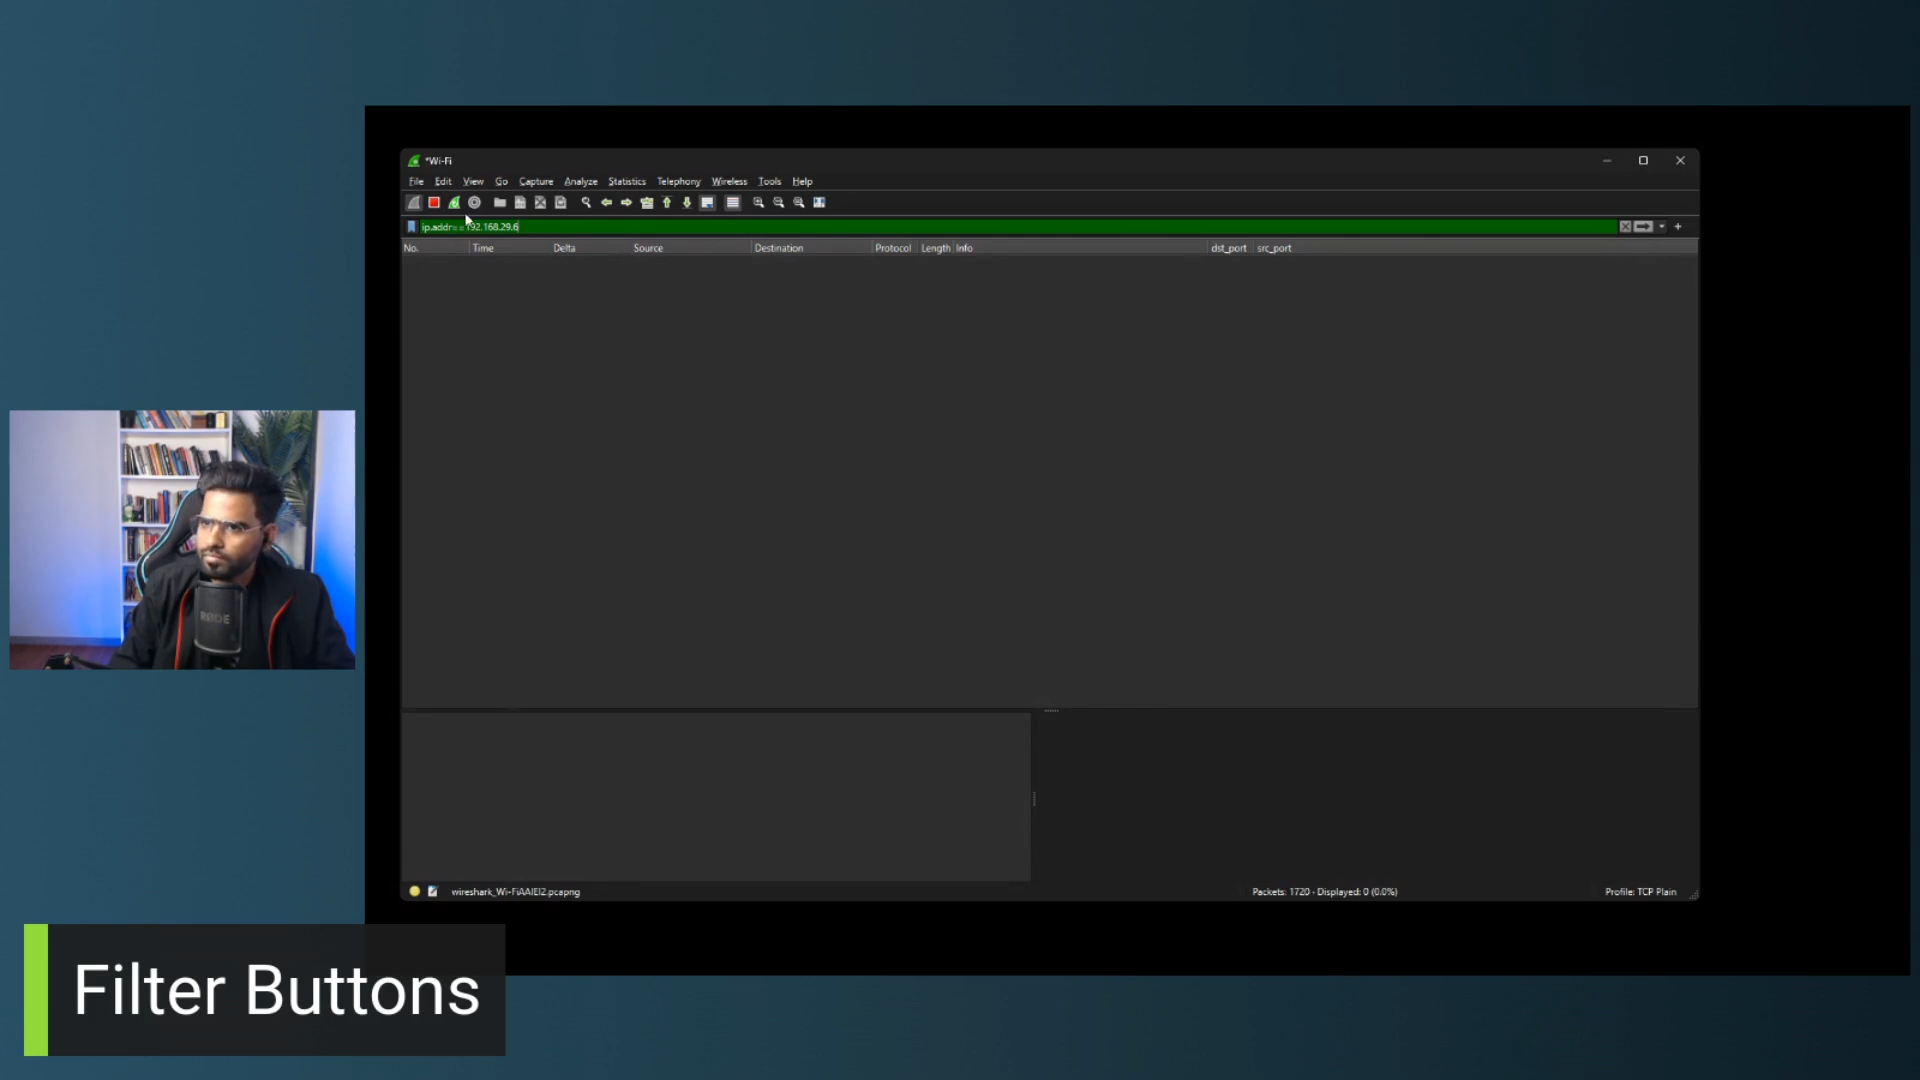 *Wi-Fi
File Edit View Go Capture Analyze Statistics Telephony Wireless Tools Help
ip.addr==192.168.29.6
No. Time Delta Source Destination Protocol Length Info dst_port src_port
RØDE
wireshark_Wi-FiAAIEI2.pcapng Packets: 1720 · Displayed: 0 (0.0%) Profile: TCP Plain
Filter Buttons